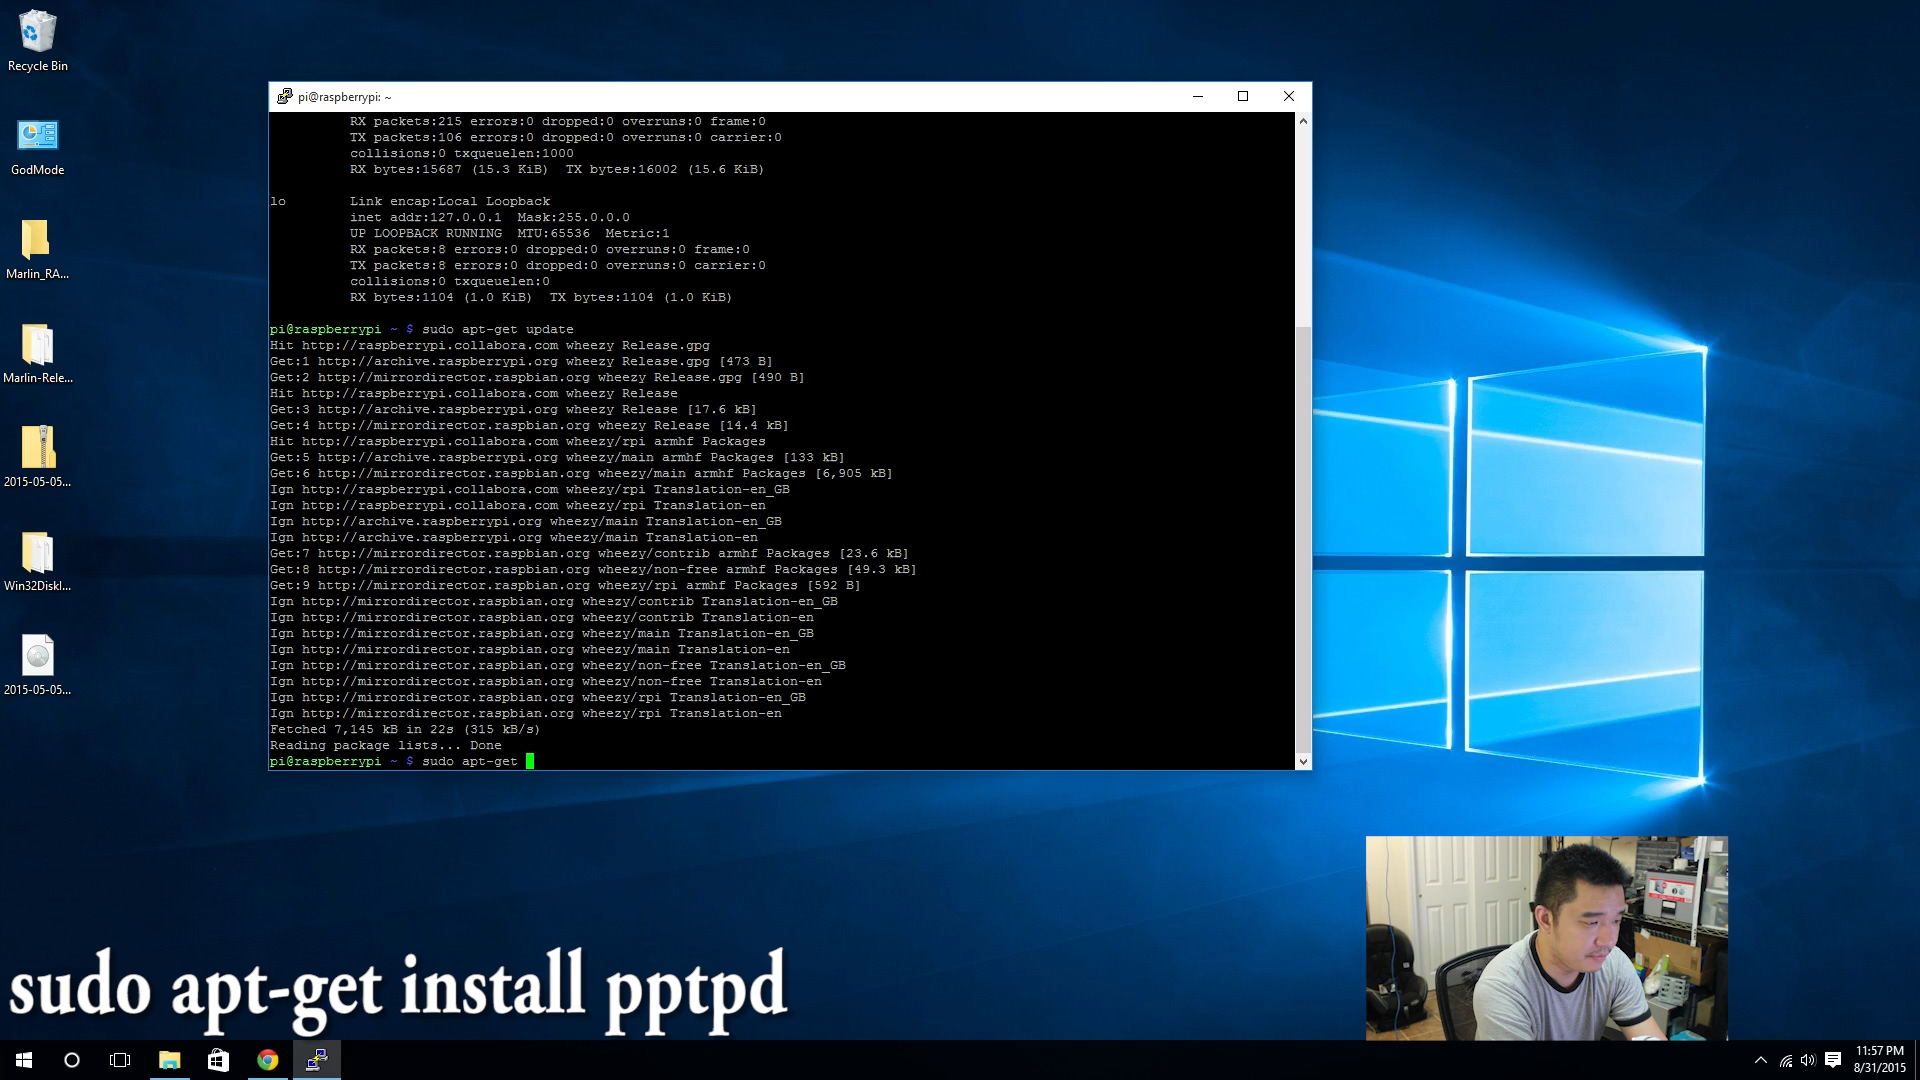 Recycle Bin
GodMode
Marlin_RA...
Marlin-Rele...
2015-05-05...
Win32DiskI...
2015-05-05...
pi@raspberrypi: ~
RX packets:215 errors:0 dropped:0 overruns:0 frame:0
TX packets:106 errors:0 dropped:0 overruns:0 carrier:0
collisions:0 txqueuelen:1000
RX bytes:15687 (15.3 KiB)  TX bytes:16002 (15.6 KiB)
lo        Link encap:Local Loopback
inet addr:127.0.0.1  Mask:255.0.0.0
UP LOOPBACK RUNNING  MTU:65536  Metric:1
RX packets:8 errors:0 dropped:0 overruns:0 frame:0
TX packets:8 errors:0 dropped:0 overruns:0 carrier:0
collisions:0 txqueuelen:0
RX bytes:1104 (1.0 KiB)  TX bytes:1104 (1.0 KiB)
pi@raspberrypi ~ $ sudo apt-get update
Hit http://raspberrypi.collabora.com wheezy Release.gpg
Get:1 http://archive.raspberrypi.org wheezy Release.gpg [473 B]
Get:2 http://mirrordirector.raspbian.org wheezy Release.gpg [490 B]
Hit http://raspberrypi.collabora.com wheezy Release
Get:3 http://archive.raspberrypi.org wheezy Release [17.6 kB]
Get:4 http://mirrordirector.raspbian.org wheezy Release [14.4 kB]
Hit http://raspberrypi.collabora.com wheezy/rpi armhf Packages
Get:5 http://archive.raspberrypi.org wheezy/main armhf Packages [133 kB]
Get:6 http://mirrordirector.raspbian.org wheezy/main armhf Packages [6,905 kB]
Ign http://raspberrypi.collabora.com wheezy/rpi Translation-en_GB
Ign http://raspberrypi.collabora.com wheezy/rpi Translation-en
Ign http://archive.raspberrypi.org wheezy/main Translation-en_GB
Ign http://archive.raspberrypi.org wheezy/main Translation-en
Get:7 http://mirrordirector.raspbian.org wheezy/contrib armhf Packages [23.6 kB]
Get:8 http://mirrordirector.raspbian.org wheezy/non-free armhf Packages [49.3 kB]
Get:9 http://mirrordirector.raspbian.org wheezy/rpi armhf Packages [592 B]
Ign http://mirrordirector.raspbian.org wheezy/contrib Translation-en_GB
Ign http://mirrordirector.raspbian.org wheezy/contrib Translation-en
Ign http://mirrordirector.raspbian.org wheezy/main Translation-en_GB
Ign http://mirrordirector.raspbian.org wheezy/main Translation-en
Ign http://mirrordirector.raspbian.org wheezy/non-free Translation-en_GB
Ign http://mirrordirector.raspbian.org wheezy/non-free Translation-en
Ign http://mirrordirector.raspbian.org wheezy/rpi Translation-en_GB
Ign http://mirrordirector.raspbian.org wheezy/rpi Translation-en
Fetched 7,145 kB in 22s (315 kB/s)
Reading package lists... Done
pi@raspberrypi ~ $ sudo apt-get
sudo apt-get install pptpd
11:57 PM
8/31/2015